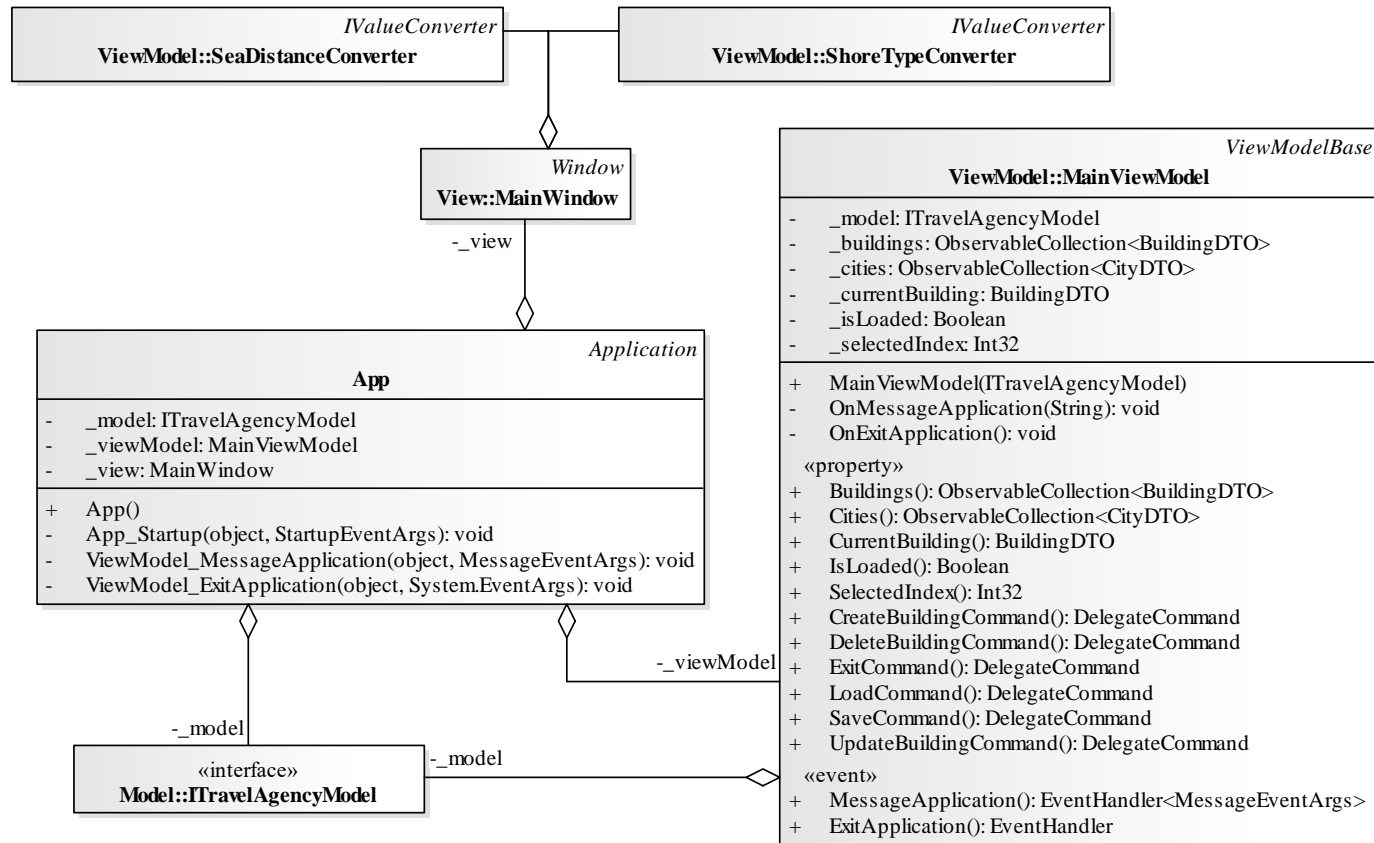 IValueConverter
ViewModel::SeaDistanceConverter
IValueConverter
ViewModel::ShoreTypeConverter
Window
View::MainWindow
-_view
Application
App
- _model: ITravelAgencyModel
- _viewModel: MainViewModel
- _view: MainWindow
+ App()
- App_Startup(object, StartupEventArgs): void
- ViewModel_MessageApplication(object, MessageEventArgs): void
- ViewModel_ExitApplication(object, System.EventArgs): void
-_viewModel
-_model
«interface»
Model::ITravelAgencyModel
-_model
ViewModelBase
ViewModel::MainViewModel
- _model: ITravelAgencyModel
- _buildings: ObservableCollection<BuildingDTO>
- _cities: ObservableCollection<CityDTO>
- _currentBuilding: BuildingDTO
- _isLoaded: Boolean
- _selectedIndex: Int32
+ MainViewModel(ITravelAgencyModel)
- OnMessageApplication(String): void
- OnExitApplication(): void
«property»
+ Buildings(): ObservableCollection<BuildingDTO>
+ Cities(): ObservableCollection<CityDTO>
+ CurrentBuilding(): BuildingDTO
+ IsLoaded(): Boolean
+ SelectedIndex(): Int32
+ CreateBuildingCommand(): DelegateCommand
+ DeleteBuildingCommand(): DelegateCommand
+ ExitCommand(): DelegateCommand
+ LoadCommand(): DelegateCommand
+ SaveCommand(): DelegateCommand
+ UpdateBuildingCommand(): DelegateCommand
«event»
+ MessageApplication(): EventHandler<MessageEventArgs>
+ ExitApplication(): EventHandler